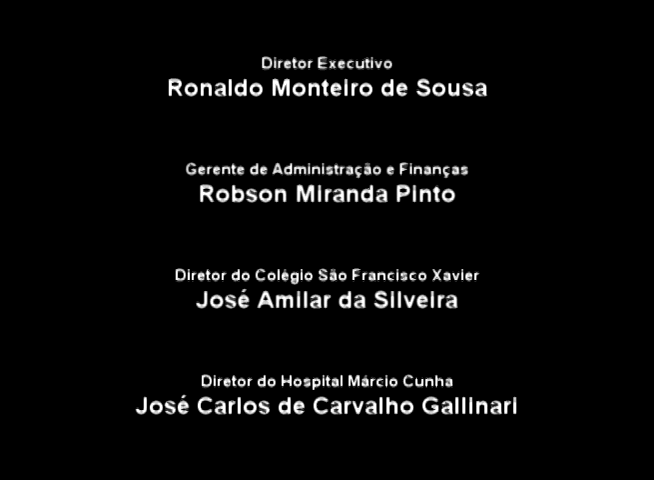 Diretor Executivo
Ronaldo Monteiro de Sousa
Gerente de Administração e Finanças
Robson Miranda Pinto
Diretor do Colégio São Francisco Xavier
José Amilar da Silveira
Diretor do Hospital Márcio Cunha
José Carlos de Carvalho Gallinari